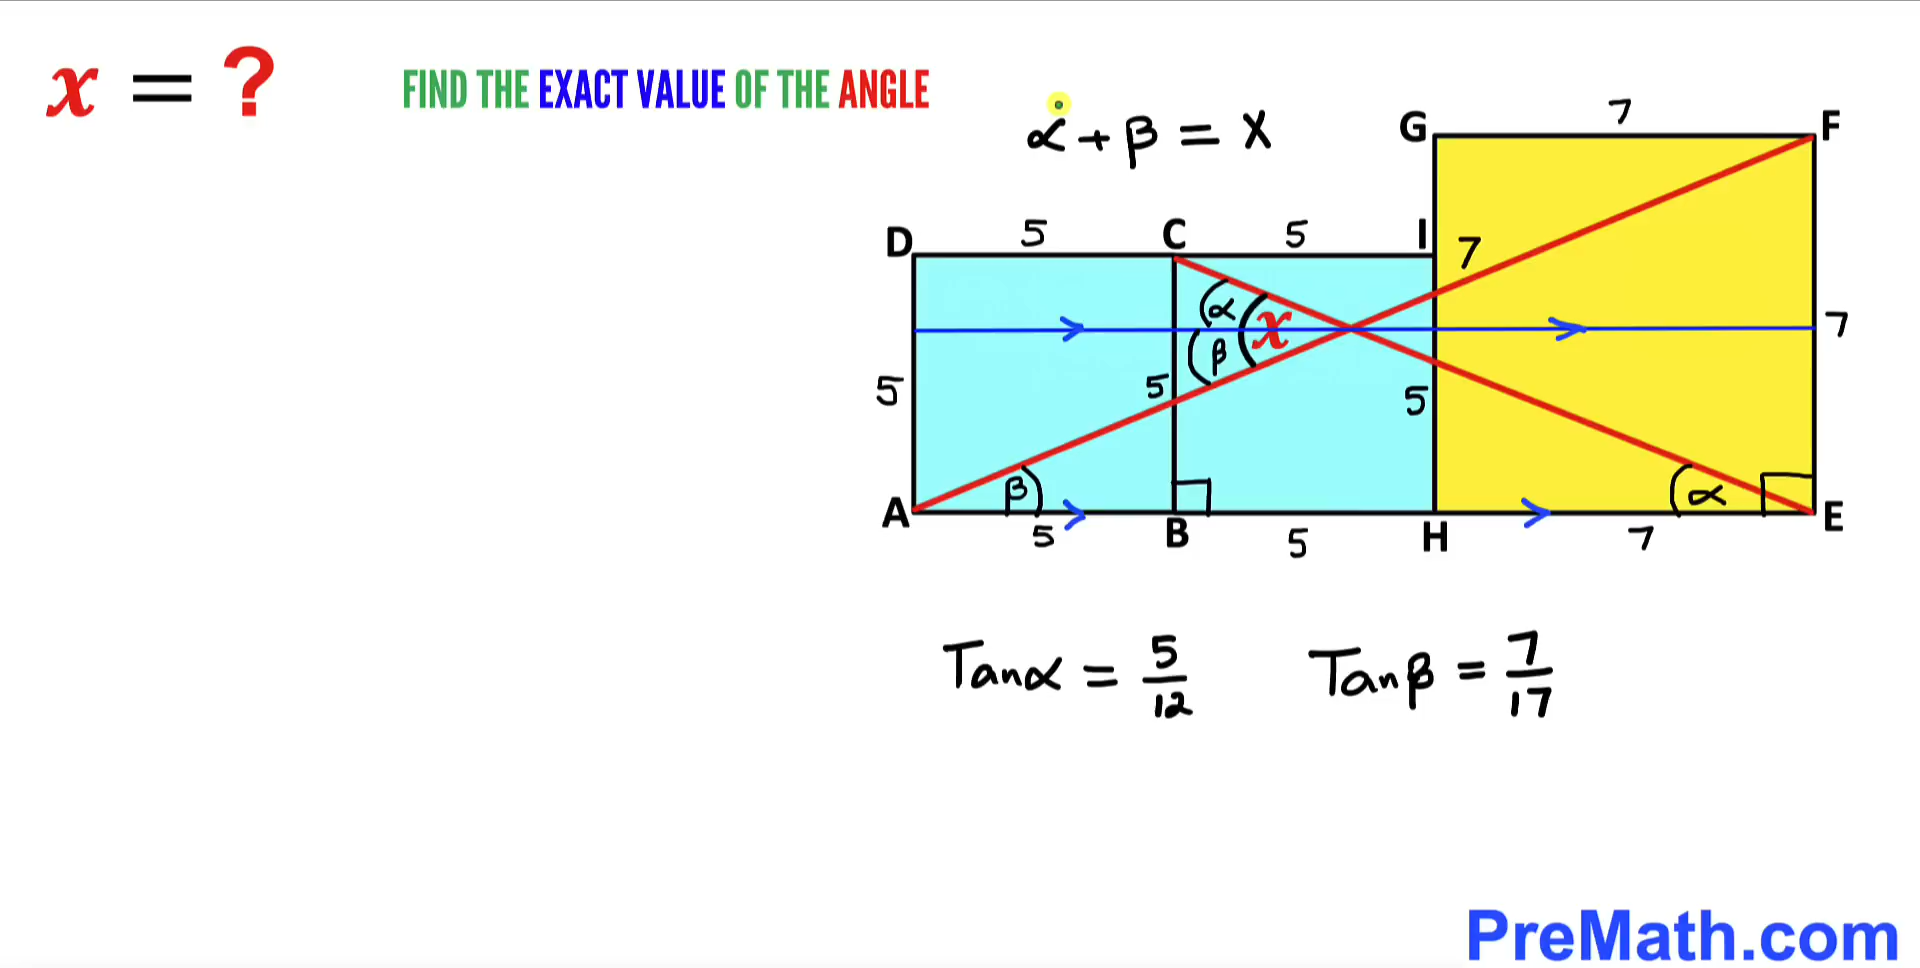 x = ?
FIND THE EXACT VALUE OF THE ANGLE
α + β = X
7
G
F
D
5
C
5
I
7
α
x
7
β
5
5
5
β
α
A
E
5
B
5
H
7
Tanα = 5/12
Tanβ = 7/17
PreMath.com